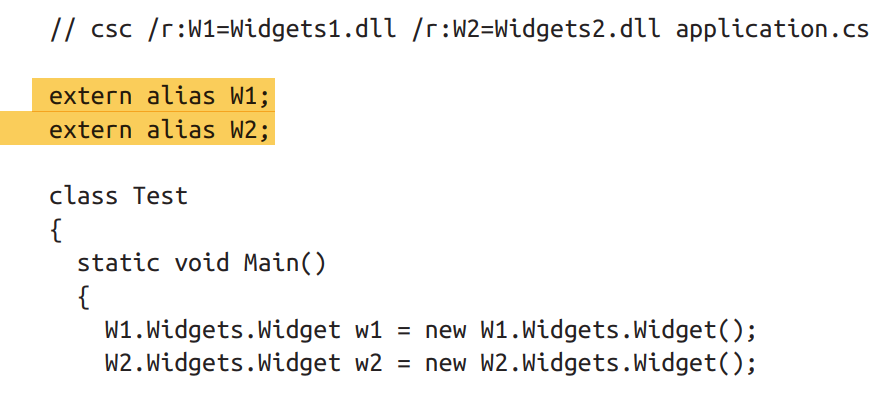 // csc /r:W1=Widgets1.dll /r:W2=Widgets2.dll application.cs
extern alias W1;
extern alias W2;
class Test
{
static void Main()
{
W1.Widgets.Widget w1 = new W1.Widgets.Widget();
W2.Widgets.Widget w2 = new W2.Widgets.Widget();